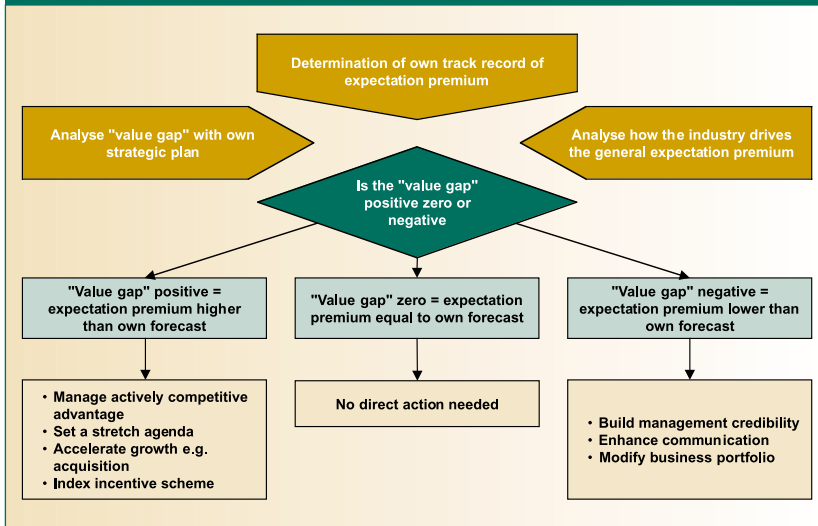 Determination of own track record of
expectation premium
Analyse "value gap" with own
strategic plan
Analyse how the industry drives
the general expectation premium
Is the "value gap"
positive zero or
negative
"Value gap" positive =
expectation premium higher
than own forecast
"Value gap" zero = expectation
premium equal to own forecast
"Value gap" negative =
expectation premium lower than
own forecast
• Manage actively competitive
advantage
• Set a stretch agenda
• Accelerate growth e.g.
acquisition
• Index incentive scheme
No direct action needed
• Build management credibility
• Enhance communication
• Modify business portfolio